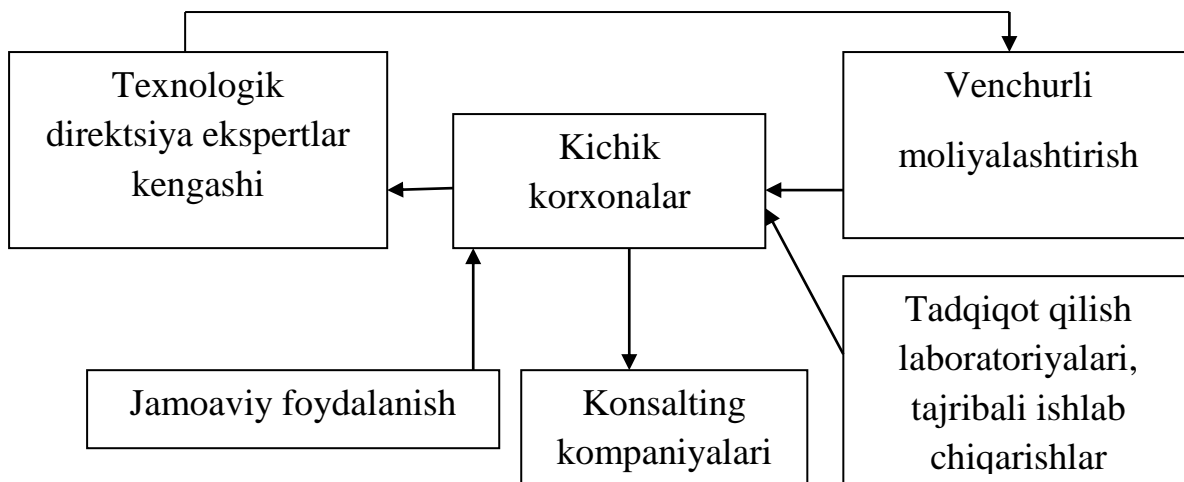 Texnologik
direktsiya ekspertlar
kengashi
Kichik
korxonalar
Venchurli
moliyalashtirish
Jamoaviy foydalanish
Konsalting
kompaniyalari
Tadqiqot qilish
laboratoriyalari,
tajribali ishlab
chiqarishlar